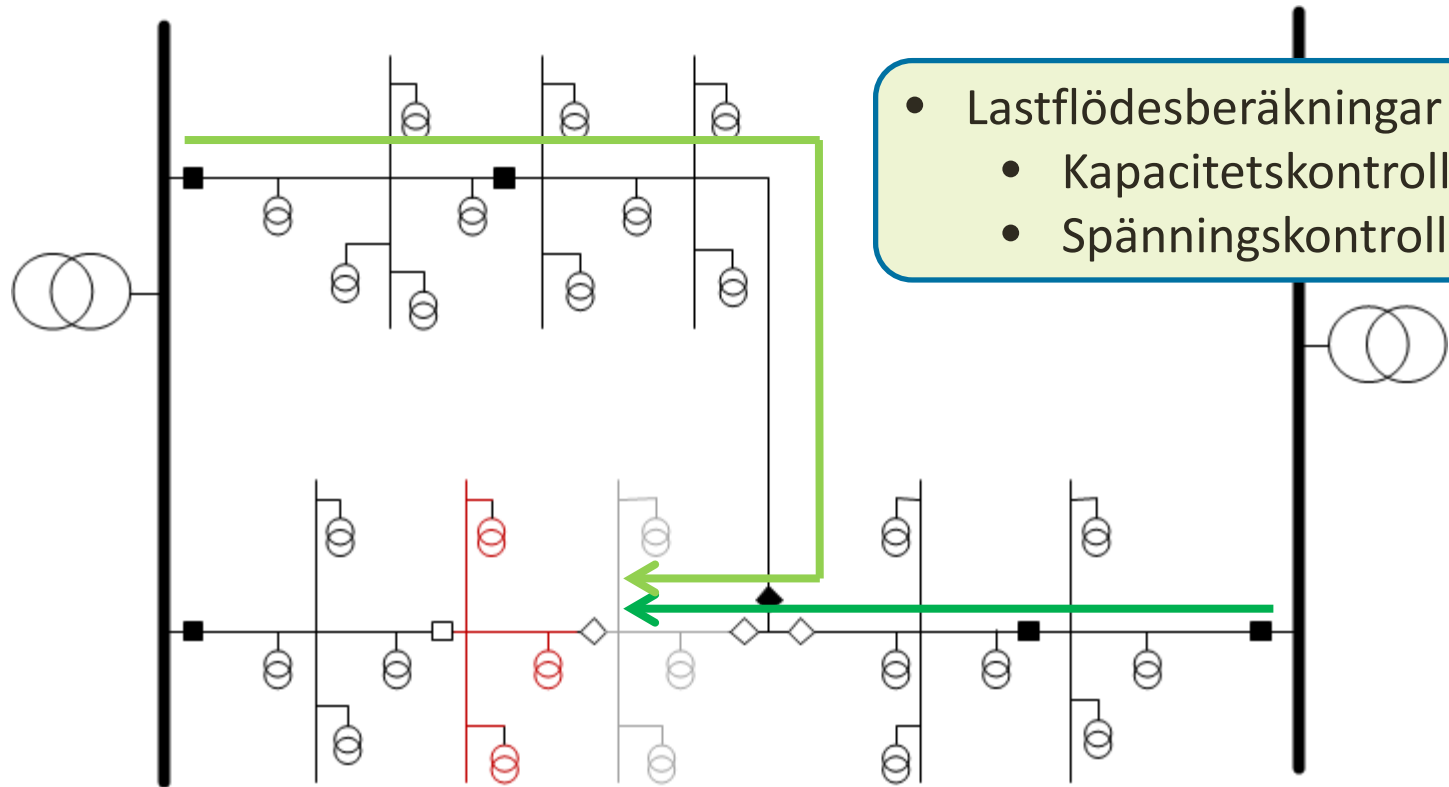 • Lastflödesberäkningar
• Kapacitetskontroll
• Spänningskontroll